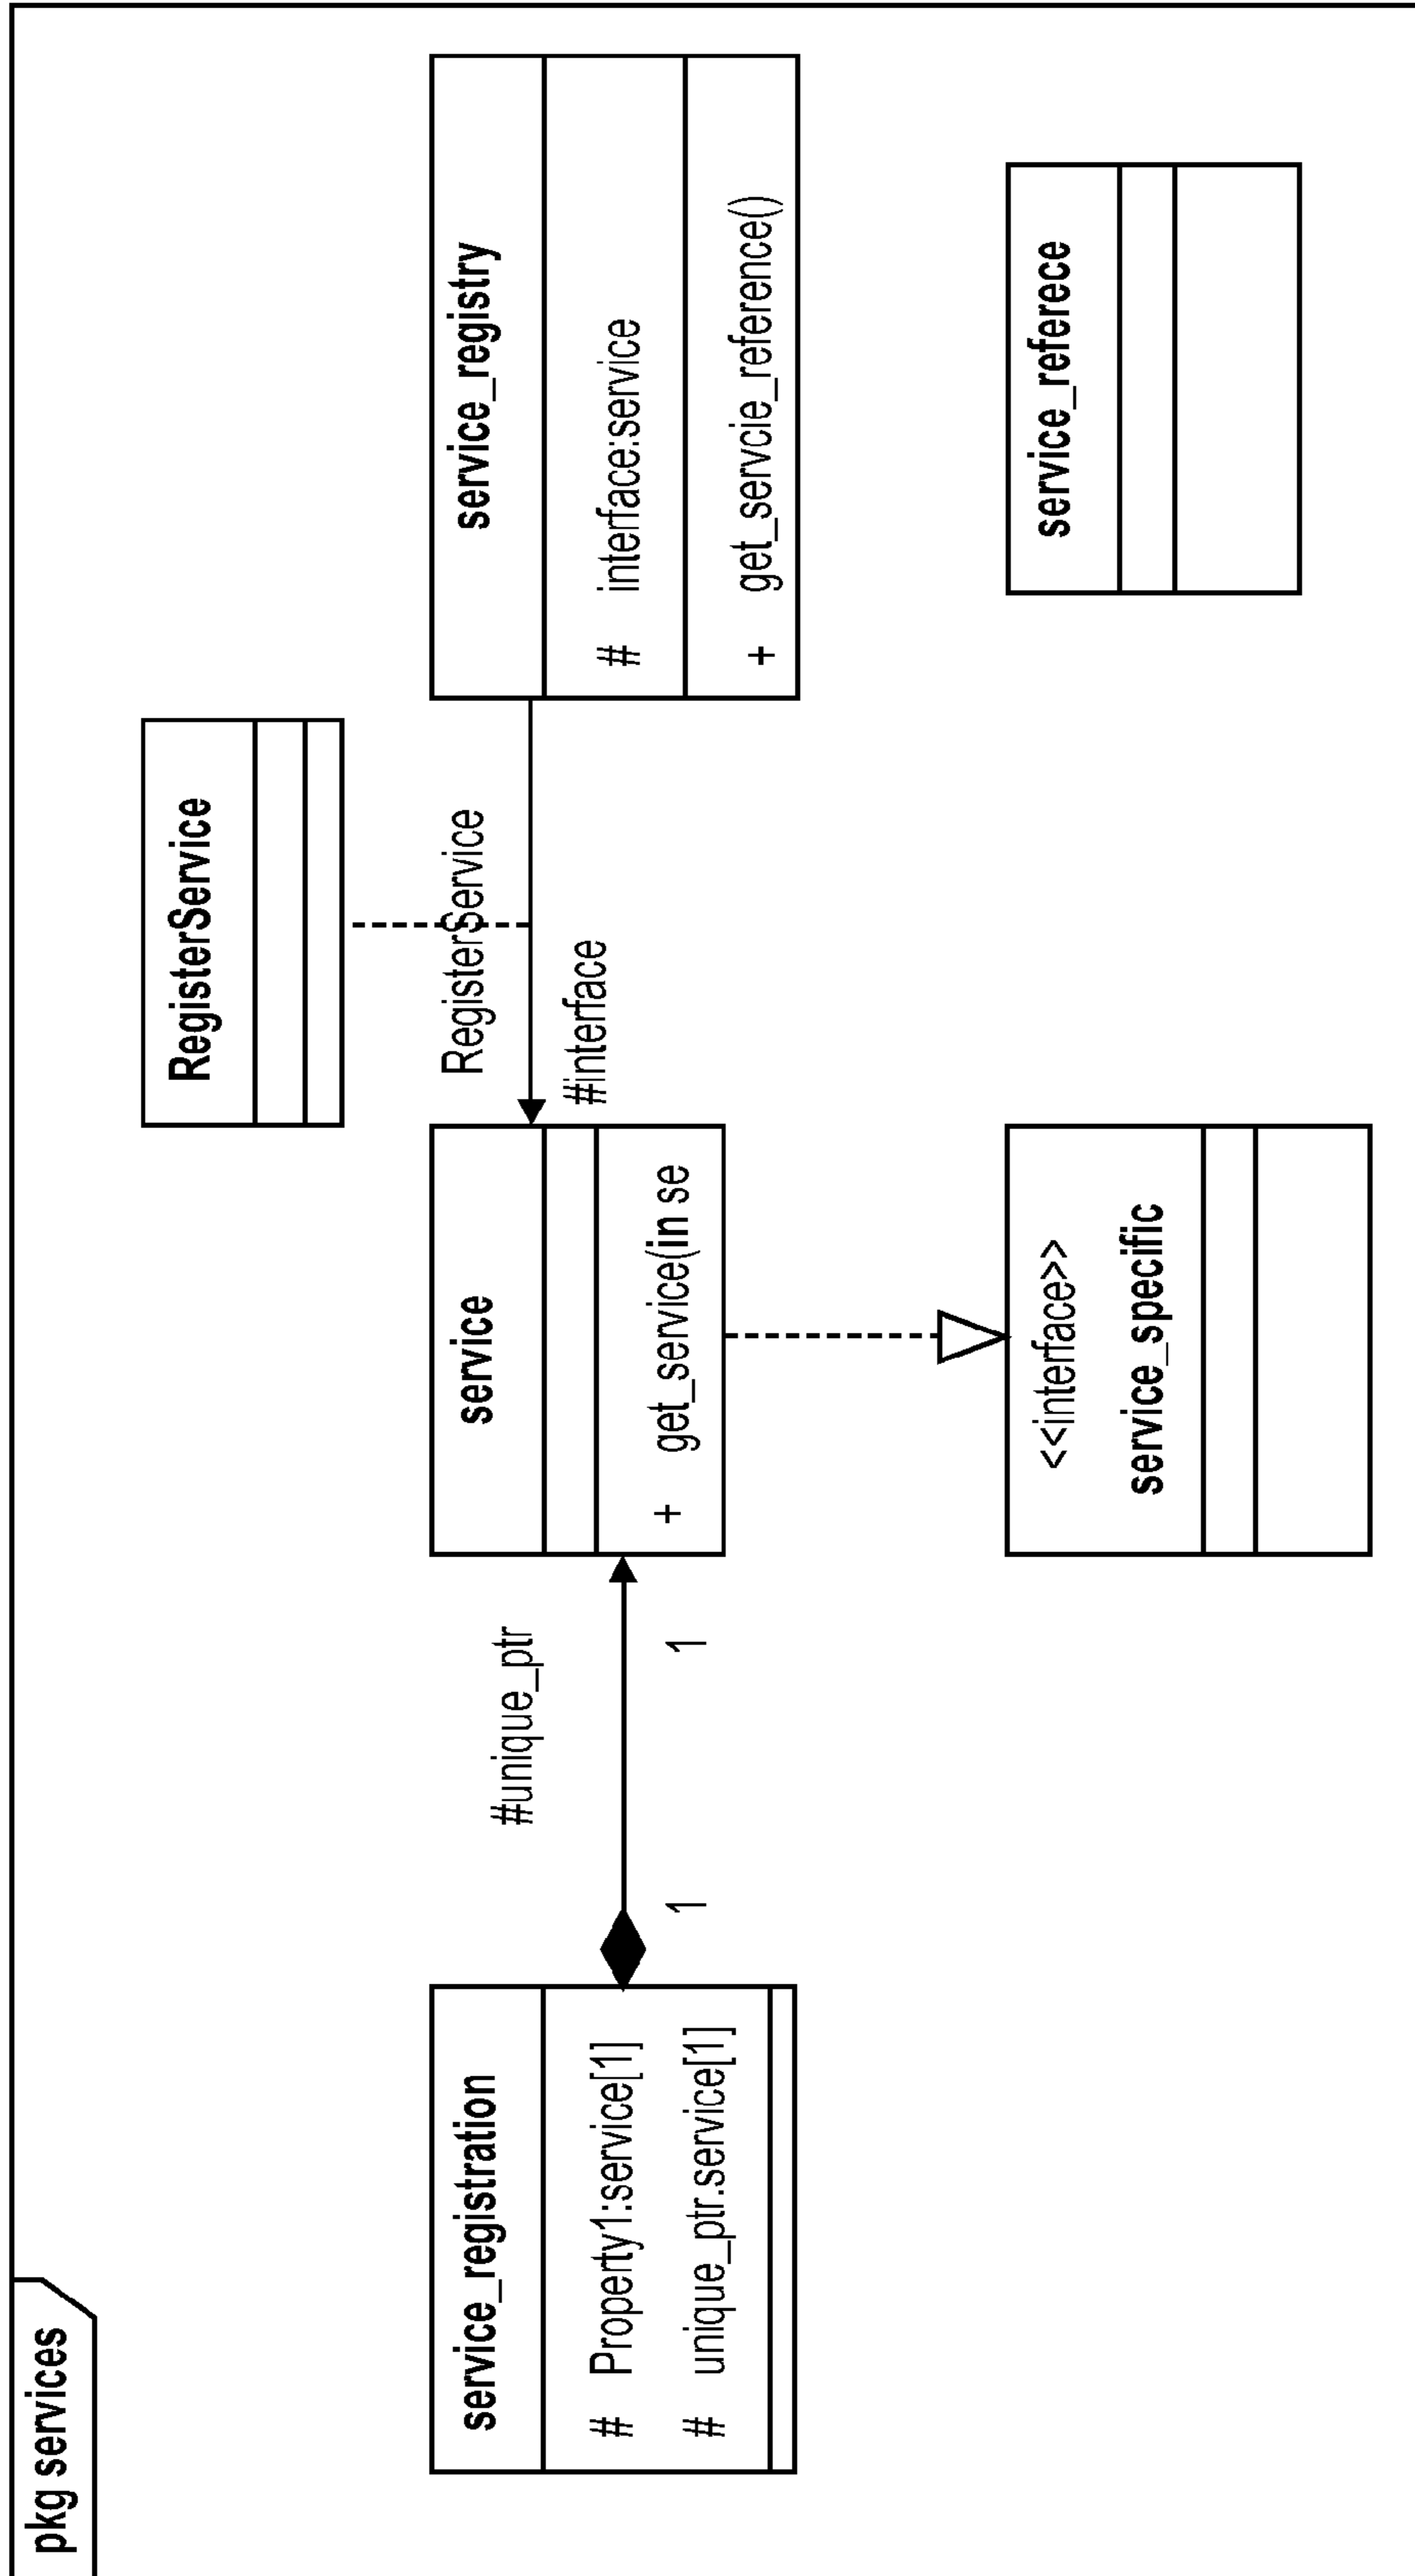 pkg services
RegisterService
service_registration
# Property1:service[1]
# unique_ptr.service[1]
#unique_ptr
1
1
service
+ get_service(in se
RegisterService
#interface
service_registry
# interface:service
+ get_servcie_reference()
<<interface>>
service_specific
service_referece